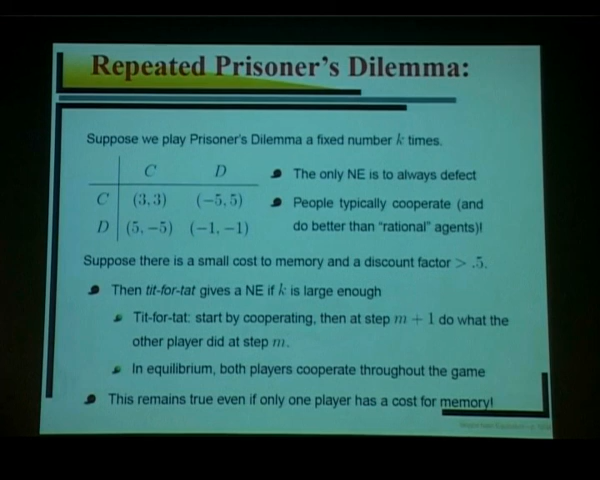 Repeated Prisoner's Dilemma:
Suppose we play Prisoner's Dilemma a fixed number k times.
C D
C (3,3) (−5,5)
D (5,−5) (−1,−1)
The only NE is to always defect
People typically cooperate (and
do better than "rational" agents)!
Suppose there is a small cost to memory and a discount factor > .5.
Then tit-for-tat gives a NE if k is large enough
Tit-for-tat: start by cooperating, then at step m + 1 do what the
other player did at step m.
In equilibrium, both players cooperate throughout the game
This remains true even if only one player has a cost for memory!